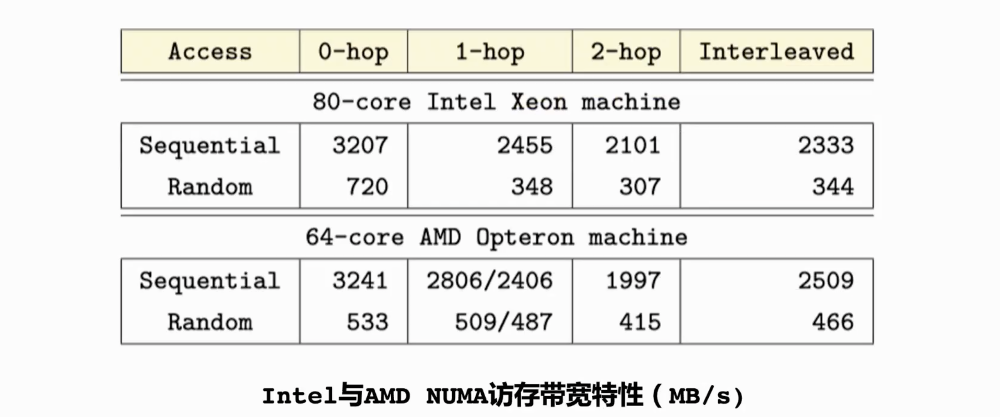 Access 0-hop 1-hop 2-hop Interleaved
80-core Intel Xeon machine
Sequential 3207 2455 2101 2333
Random 720 348 307 344
64-core AMD Opteron machine
Sequential 3241 2806/2406 1997 2509
Random 533 509/487 415 466
Intel与AMD NUMA访存带宽特性(MB/s)